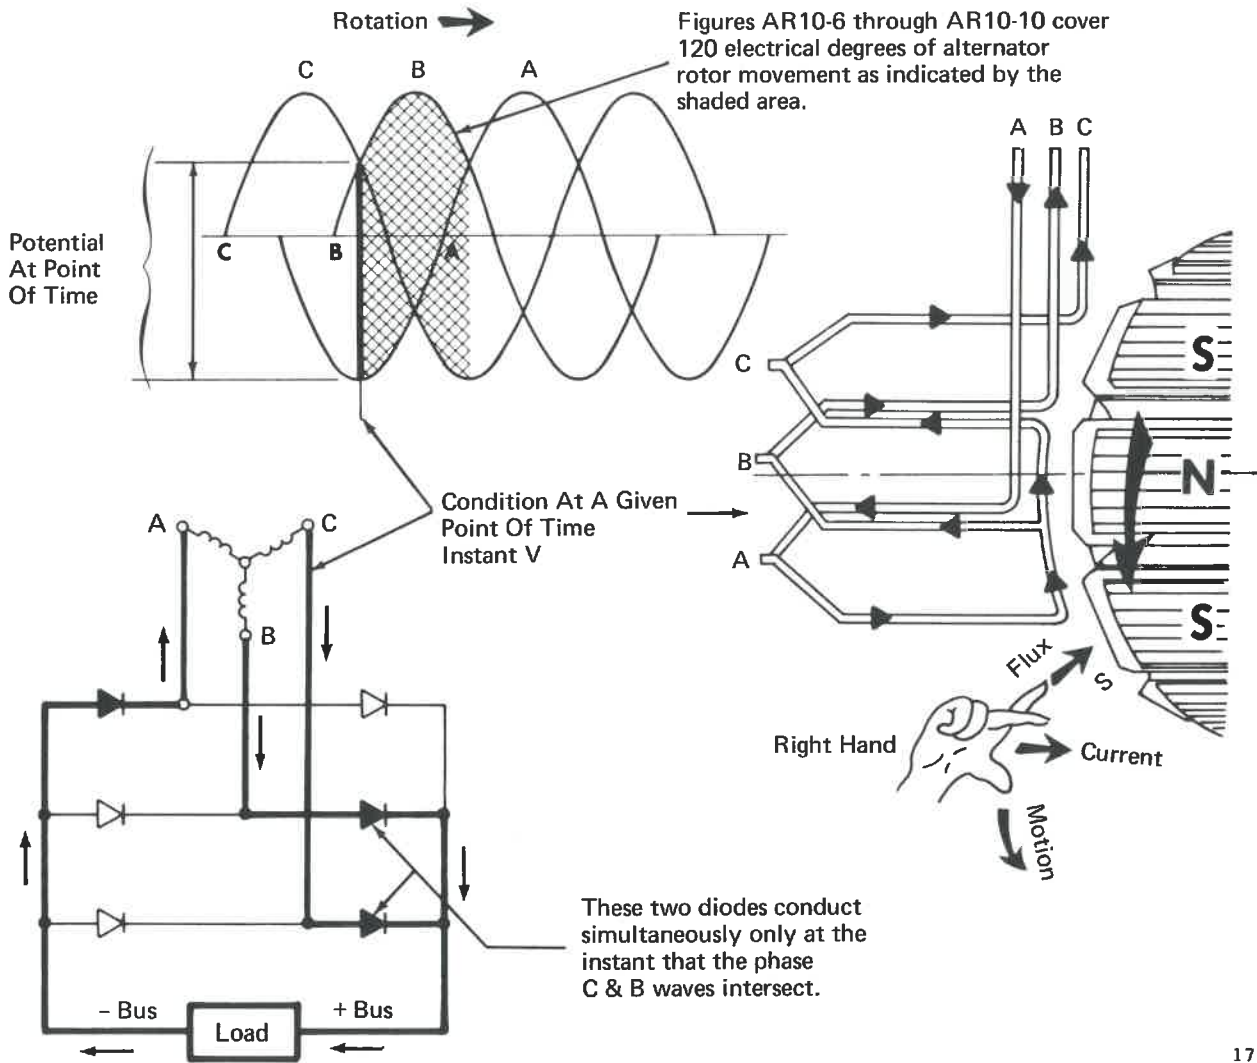 Rotation
Figures AR10-6 through AR10-10 cover
120 electrical degrees of alternator
rotor movement as indicated by the
shaded area.
C
B
A
A
B
C
Potential
At Point
Of Time
C
B
A
S
C
B
N
A
S
Condition At A Given
Point Of Time
Instant V
A
C
B
Flux
S
Right Hand
Current
Motion
These two diodes conduct
simultaneously only at the
instant that the phase
C & B waves intersect.
– Bus
Load
+ Bus
17